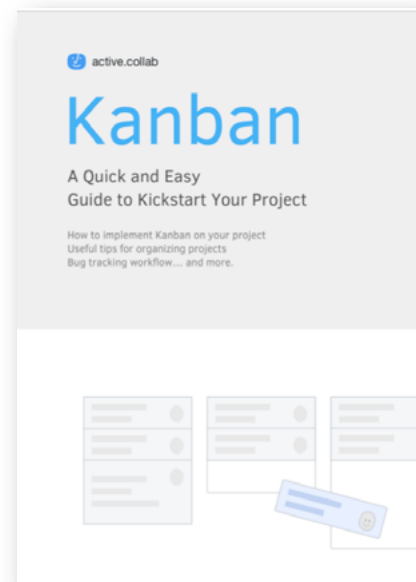 active.collab
Kanban
A Quick and Easy
Guide to Kickstart Your Project
How to implement Kanban on your project
Useful tips for organizing projects
Bug tracking workflow... and more.